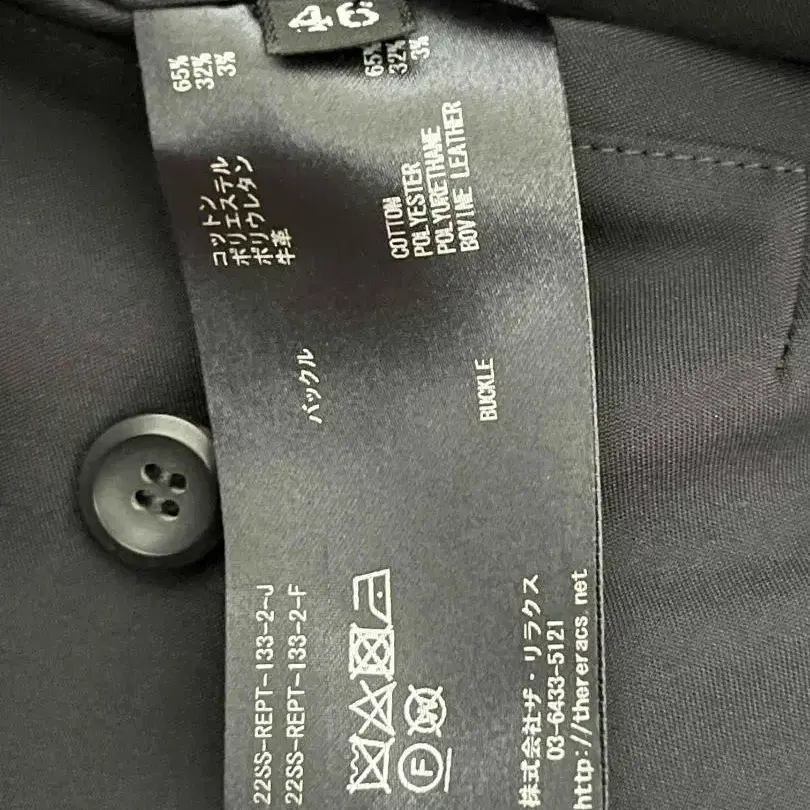 コットン 65%
ポリエステル 32%
ポリウレタン 3%
バックル 牛革
COTTON 65%
POLYESTER 32%
POLYURETHANE 3%
BUCKLE BOVINE LEATHER
22SS-REPT-133-2-J
22SS-REPT-133-2-F
F W
株式会社ザ・リラクス
03-6433-5121
http://thereracs.net